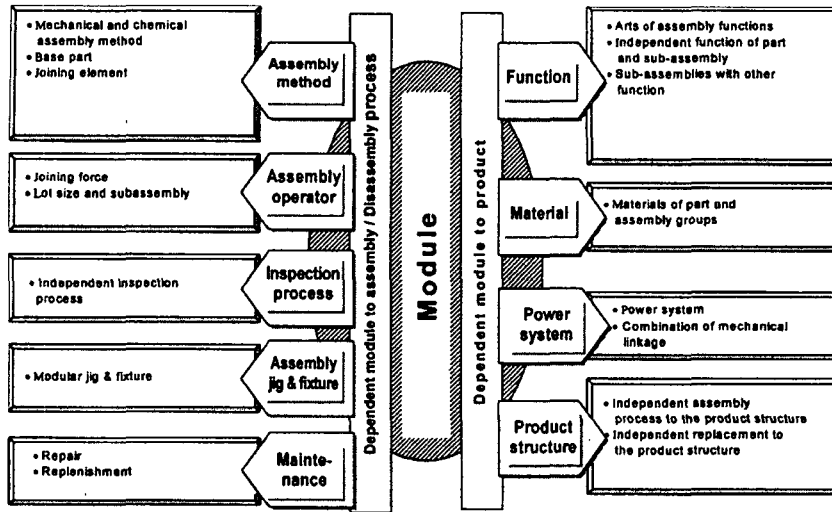 • Mechanical and chemical
assembly method
• Base part
• Joining element
Assembly
method
• Joining force
• Lot size and subassembly
Assembly
operator
• Independent inspection
process
Inspection
process
• Modular jig & fixture
Assembly
jig & fixture
• Repair
• Replenishment
Mainte-
nance
Dependent module to assembly / Disassembly process
Module
Dependent module to product
Function
• Arts of assembly functions
• Independent function of part
and sub-assembly
• Sub-assemblies with other
function
Material
• Materials of part and
assembly groups
Power
system
• Power system
• Combination of mechanical
linkage
Product
structure
• Independent assembly
process to the product structure
• Independent replacement to
the product structure